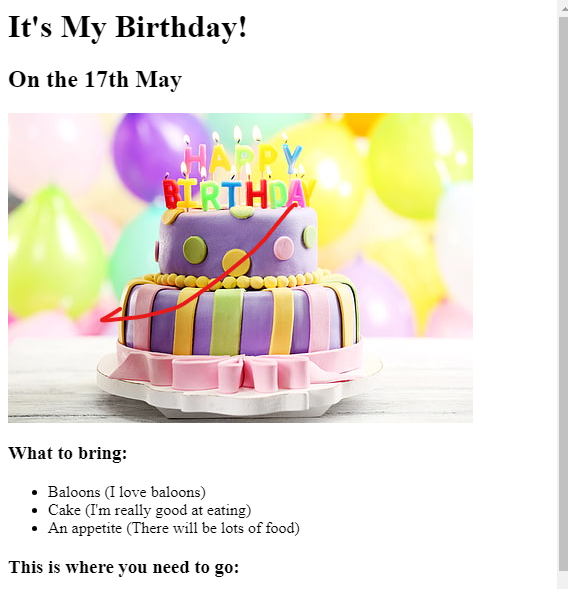 It's My Birthday!
On the 17th May
HAPPY
BIRTHDAY
What to bring:
Baloons (I love baloons)
Cake (I'm really good at eating)
An appetite (There will be lots of food)
This is where you need to go: